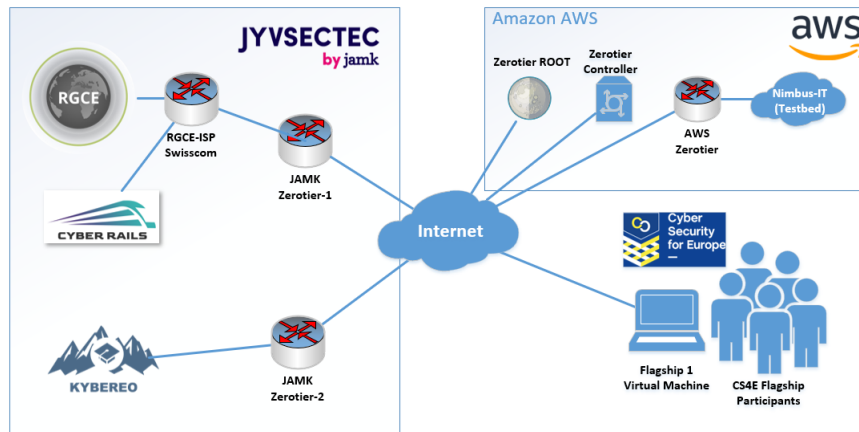 JYVSECTEC
by jamk
RGCE
RGCE-ISP
Swisscom
JAMK
Zerotier-1
CYBER RAILS
KYBEREO
JAMK
Zerotier-2
Internet
Amazon AWS
aws
Zerotier ROOT
Zerotier
Controller
AWS
Zerotier
Nimbus-IT
(Testbed)
Cyber
Security
for Europe
Flagship 1
Virtual Machine
CS4E Flagship
Participants